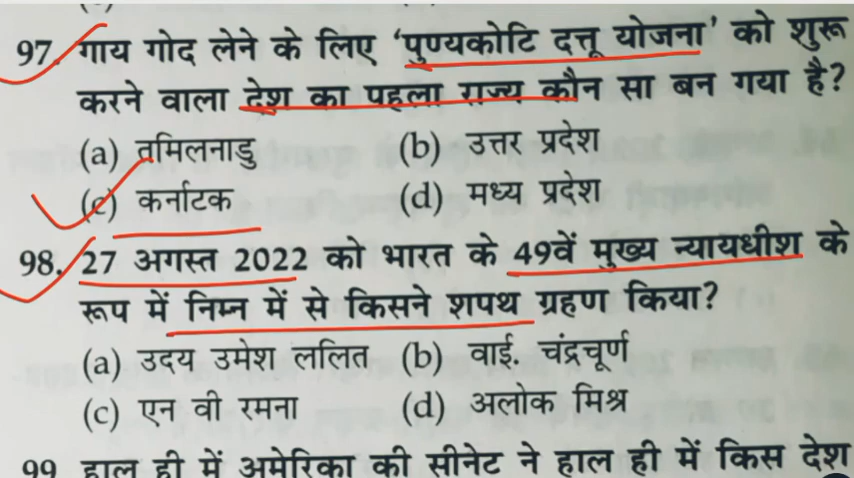 97. गाय गोद लेने के लिए ‘पुण्यकोटि दत्तू योजना’ को शुरू
करने वाला देश का पहला राज्य कौन सा बन गया है?
(a) तमिलनाडु (b) उत्तर प्रदेश
(c) कर्नाटक (d) मध्य प्रदेश
98. 27 अगस्त 2022 को भारत के 49वें मुख्य न्यायधीश के
रूप में निम्न में से किसने शपथ ग्रहण किया?
(a) उदय उमेश ललित (b) वाई. चंद्रचूर्ण
(c) एन वी रमना (d) अलोक मिश्र
99 हाल ही में अमेरिका की सीनेट ने हाल ही में किस देश